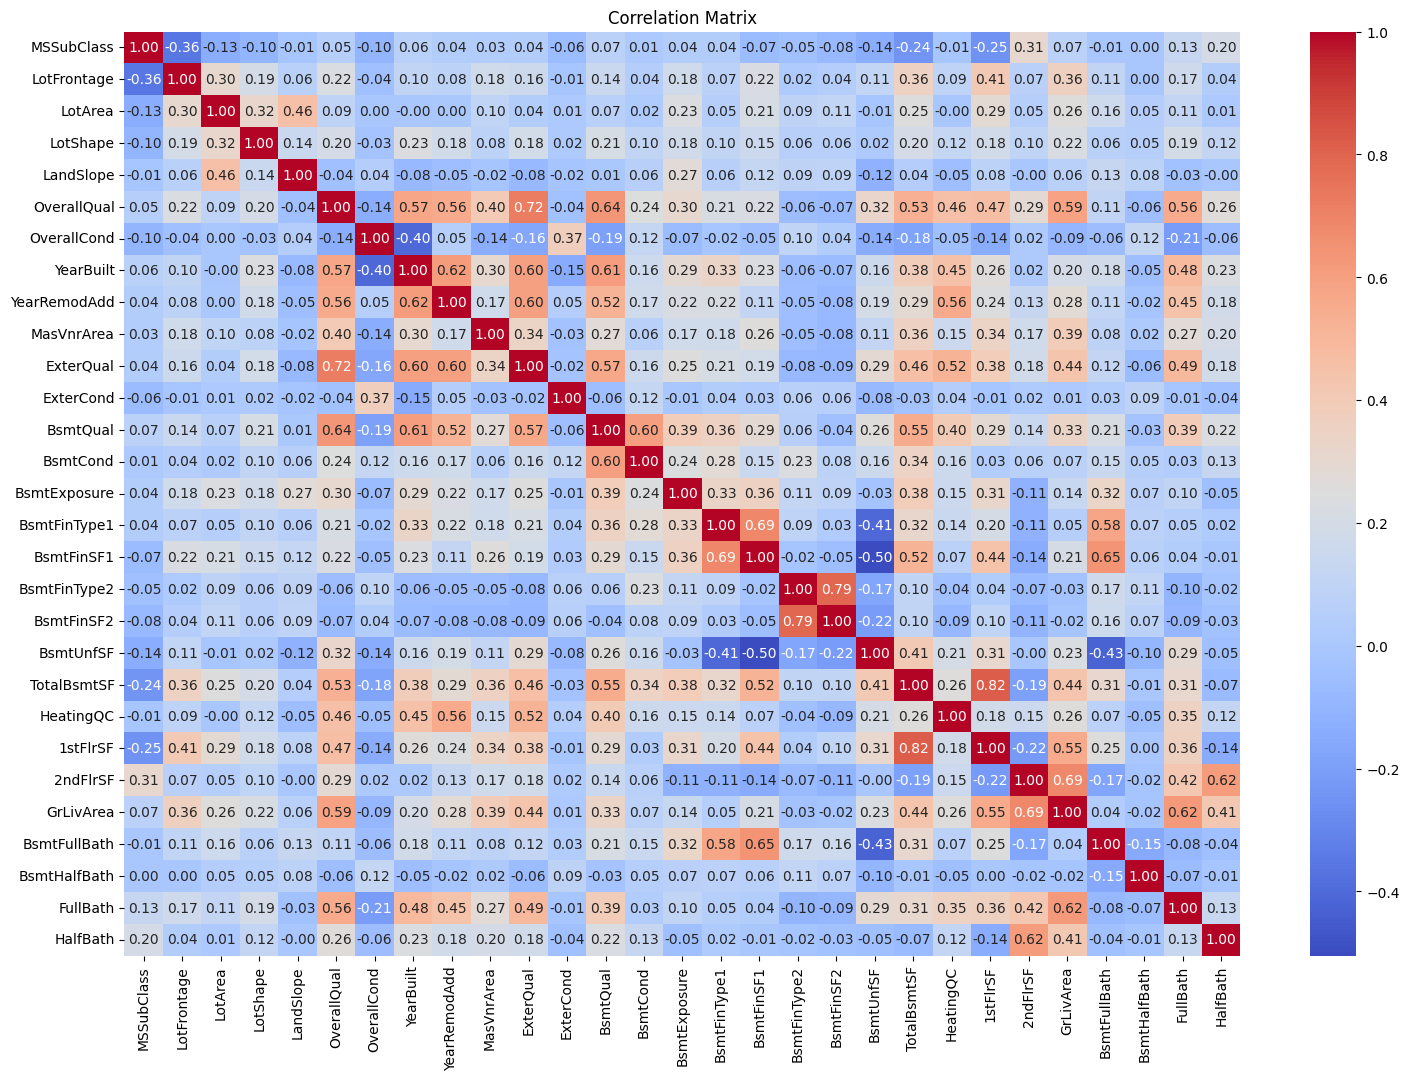 Correlation Matrix
MSSubClass 1.00 -0.36 -0.13 -0.10 -0.01 0.05 -0.10 0.06 0.04 0.03 0.04 -0.06 0.07 0.01 0.04 0.04 -0.07 -0.05 -0.08 -0.14 -0.24 -0.01 -0.25 0.31 0.07 -0.01 0.00 0.13 0.20
LotFrontage -0.36 1.00 0.30 0.19 0.06 0.22 -0.04 0.10 0.08 0.18 0.16 -0.01 0.14 0.04 0.18 0.07 0.22 0.02 0.04 0.11 0.36 0.09 0.41 0.07 0.36 0.11 0.00 0.17 0.04
LotArea -0.13 0.30 1.00 0.32 0.46 0.09 0.00 -0.00 0.00 0.10 0.04 0.01 0.07 0.02 0.23 0.05 0.21 0.09 0.11 -0.01 0.25 -0.00 0.29 0.05 0.26 0.16 0.05 0.11 0.01
LotShape -0.10 0.19 0.32 1.00 0.14 0.20 -0.03 0.23 0.18 0.08 0.18 0.02 0.21 0.10 0.18 0.10 0.15 0.06 0.06 0.02 0.20 0.12 0.18 0.10 0.22 0.06 0.05 0.19 0.12
LandSlope -0.01 0.06 0.46 0.14 1.00 -0.04 0.04 -0.08 -0.05 -0.02 -0.08 -0.02 0.01 0.06 0.27 0.06 0.12 0.09 0.09 -0.12 0.04 -0.05 0.08 -0.00 0.06 0.13 0.08 -0.03 -0.00
OverallQual 0.05 0.22 0.09 0.20 -0.04 1.00 -0.14 0.57 0.56 0.40 0.72 -0.04 0.64 0.24 0.30 0.21 0.22 -0.06 -0.07 0.32 0.53 0.46 0.47 0.29 0.59 0.11 -0.06 0.56 0.26
OverallCond -0.10 -0.04 0.00 -0.03 0.04 -0.14 1.00 -0.40 0.05 -0.14 -0.16 0.37 -0.19 0.12 -0.07 -0.02 -0.05 0.10 0.04 -0.14 -0.18 -0.05 -0.14 0.02 -0.09 -0.06 0.12 -0.21 -0.06
YearBuilt 0.06 0.10 -0.00 0.23 -0.08 0.57 -0.40 1.00 0.62 0.30 0.60 -0.15 0.61 0.16 0.29 0.33 0.23 -0.06 -0.07 0.16 0.38 0.45 0.26 0.02 0.20 0.18 -0.05 0.48 0.23
YearRemodAdd 0.04 0.08 0.00 0.18 -0.05 0.56 0.05 0.62 1.00 0.17 0.60 0.05 0.52 0.17 0.22 0.22 0.11 -0.05 -0.08 0.19 0.29 0.56 0.24 0.13 0.28 0.11 -0.02 0.45 0.18
MasVnrArea 0.03 0.18 0.10 0.08 -0.02 0.40 -0.14 0.30 0.17 1.00 0.34 -0.03 0.27 0.06 0.17 0.18 0.26 -0.05 -0.08 0.11 0.36 0.15 0.34 0.17 0.39 0.08 0.02 0.27 0.20
ExterQual 0.04 0.16 0.04 0.18 -0.08 0.72 -0.16 0.60 0.60 0.34 1.00 -0.02 0.57 0.16 0.25 0.21 0.19 -0.08 -0.09 0.29 0.46 0.52 0.38 0.18 0.44 0.12 -0.06 0.49 0.18
ExterCond -0.06 -0.01 0.01 0.02 -0.02 -0.04 0.37 -0.15 0.05 -0.03 -0.02 1.00 -0.06 0.12 -0.01 0.04 0.03 0.06 0.06 -0.08 -0.03 0.04 -0.01 0.02 0.01 0.03 0.09 -0.01 -0.04
BsmtQual 0.07 0.14 0.07 0.21 0.01 0.64 -0.19 0.61 0.52 0.27 0.57 -0.06 1.00 0.60 0.39 0.36 0.29 0.06 -0.04 0.26 0.55 0.40 0.29 0.14 0.33 0.21 -0.03 0.39 0.22
BsmtCond 0.01 0.04 0.02 0.10 0.06 0.24 0.12 0.16 0.17 0.06 0.16 0.12 0.60 1.00 0.24 0.28 0.15 0.23 0.08 0.16 0.34 0.16 0.03 0.06 0.07 0.15 0.05 0.03 0.13
BsmtExposure 0.04 0.18 0.23 0.18 0.27 0.30 -0.07 0.29 0.22 0.17 0.25 -0.01 0.39 0.24 1.00 0.33 0.36 0.11 0.09 -0.03 0.38 0.15 0.31 -0.11 0.14 0.32 0.07 0.10 -0.05
BsmtFinType1 0.04 0.07 0.05 0.10 0.06 0.21 -0.02 0.33 0.22 0.18 0.21 0.04 0.36 0.28 0.33 1.00 0.69 0.09 0.03 -0.41 0.32 0.14 0.20 -0.11 0.05 0.58 0.07 0.05 0.02
BsmtFinSF1 -0.07 0.22 0.21 0.15 0.12 0.22 -0.05 0.23 0.11 0.26 0.19 0.03 0.29 0.15 0.36 0.69 1.00 -0.02 -0.05 -0.50 0.52 0.07 0.44 -0.14 0.21 0.65 0.06 0.04 -0.01
BsmtFinType2 -0.05 0.02 0.09 0.06 0.09 -0.06 0.10 -0.06 -0.05 -0.05 -0.08 0.06 0.06 0.23 0.11 0.09 -0.02 1.00 0.79 -0.17 0.10 -0.04 0.04 -0.07 -0.03 0.17 0.11 -0.10 -0.02
BsmtFinSF2 -0.08 0.04 0.11 0.06 0.09 -0.07 0.04 -0.07 -0.08 -0.08 -0.09 0.06 -0.04 0.08 0.09 0.03 -0.05 0.79 1.00 -0.22 0.10 -0.09 0.10 -0.11 -0.02 0.16 0.07 -0.09 -0.03
BsmtUnfSF -0.14 0.11 -0.01 0.02 -0.12 0.32 -0.14 0.16 0.19 0.11 0.29 -0.08 0.26 0.16 -0.03 -0.41 -0.50 -0.17 -0.22 1.00 0.41 0.21 0.31 -0.00 0.23 -0.43 -0.10 0.29 -0.05
TotalBsmtSF -0.24 0.36 0.25 0.20 0.04 0.53 -0.18 0.38 0.29 0.36 0.46 -0.03 0.55 0.34 0.38 0.32 0.52 0.10 0.10 0.41 1.00 0.26 0.82 -0.19 0.44 0.31 -0.01 0.31 -0.07
HeatingQC -0.01 0.09 -0.00 0.12 -0.05 0.46 -0.05 0.45 0.56 0.15 0.52 0.04 0.40 0.16 0.15 0.14 0.07 -0.04 -0.09 0.21 0.26 1.00 0.18 0.15 0.26 0.07 -0.05 0.35 0.12
1stFlrSF -0.25 0.41 0.29 0.18 0.08 0.47 -0.14 0.26 0.24 0.34 0.38 -0.01 0.29 0.03 0.31 0.20 0.44 0.04 0.10 0.31 0.82 0.18 1.00 -0.22 0.55 0.25 0.00 0.36 -0.14
2ndFlrSF 0.31 0.07 0.05 0.10 -0.00 0.29 0.02 0.02 0.13 0.17 0.18 0.02 0.14 0.06 -0.11 -0.11 -0.14 -0.07 -0.11 -0.00 -0.19 0.15 -0.22 1.00 0.69 -0.17 -0.02 0.42 0.62
GrLivArea 0.07 0.36 0.26 0.22 0.06 0.59 -0.09 0.20 0.28 0.39 0.44 0.01 0.33 0.07 0.14 0.05 0.21 -0.03 -0.02 0.23 0.44 0.26 0.55 0.69 1.00 0.04 -0.02 0.62 0.41
BsmtFullBath -0.01 0.11 0.16 0.06 0.13 0.11 -0.06 0.18 0.11 0.08 0.12 0.03 0.21 0.15 0.32 0.58 0.65 0.17 0.16 -0.43 0.31 0.07 0.25 -0.17 0.04 1.00 -0.15 -0.08 -0.04
BsmtHalfBath 0.00 0.00 0.05 0.05 0.08 -0.06 0.12 -0.05 -0.02 0.02 -0.06 0.09 -0.03 0.05 0.07 0.07 0.06 0.11 0.07 -0.10 -0.01 -0.05 0.00 -0.02 -0.02 -0.15 1.00 -0.07 -0.01
FullBath 0.13 0.17 0.11 0.19 -0.03 0.56 -0.21 0.48 0.45 0.27 0.49 -0.01 0.39 0.03 0.10 0.05 0.04 -0.10 -0.09 0.29 0.31 0.35 0.36 0.42 0.62 -0.08 -0.07 1.00 0.13
HalfBath 0.20 0.04 0.01 0.12 -0.00 0.26 -0.06 0.23 0.18 0.20 0.18 -0.04 0.22 0.13 -0.05 0.02 -0.01 -0.02 -0.03 -0.05 -0.07 0.12 -0.14 0.62 0.41 -0.04 -0.01 0.13 1.00
MSSubClass
LotFrontage
LotArea
LotShape
LandSlope
OverallQual
OverallCond
YearBuilt
YearRemodAdd
MasVnrArea
ExterQual
ExterCond
BsmtQual
BsmtCond
BsmtExposure
BsmtFinType1
BsmtFinSF1
BsmtFinType2
BsmtFinSF2
BsmtUnfSF
TotalBsmtSF
HeatingQC
1stFlrSF
2ndFlrSF
GrLivArea
BsmtFullBath
BsmtHalfBath
FullBath
HalfBath
1.0
0.8
0.6
0.4
0.2
0.0
−0.2
−0.4